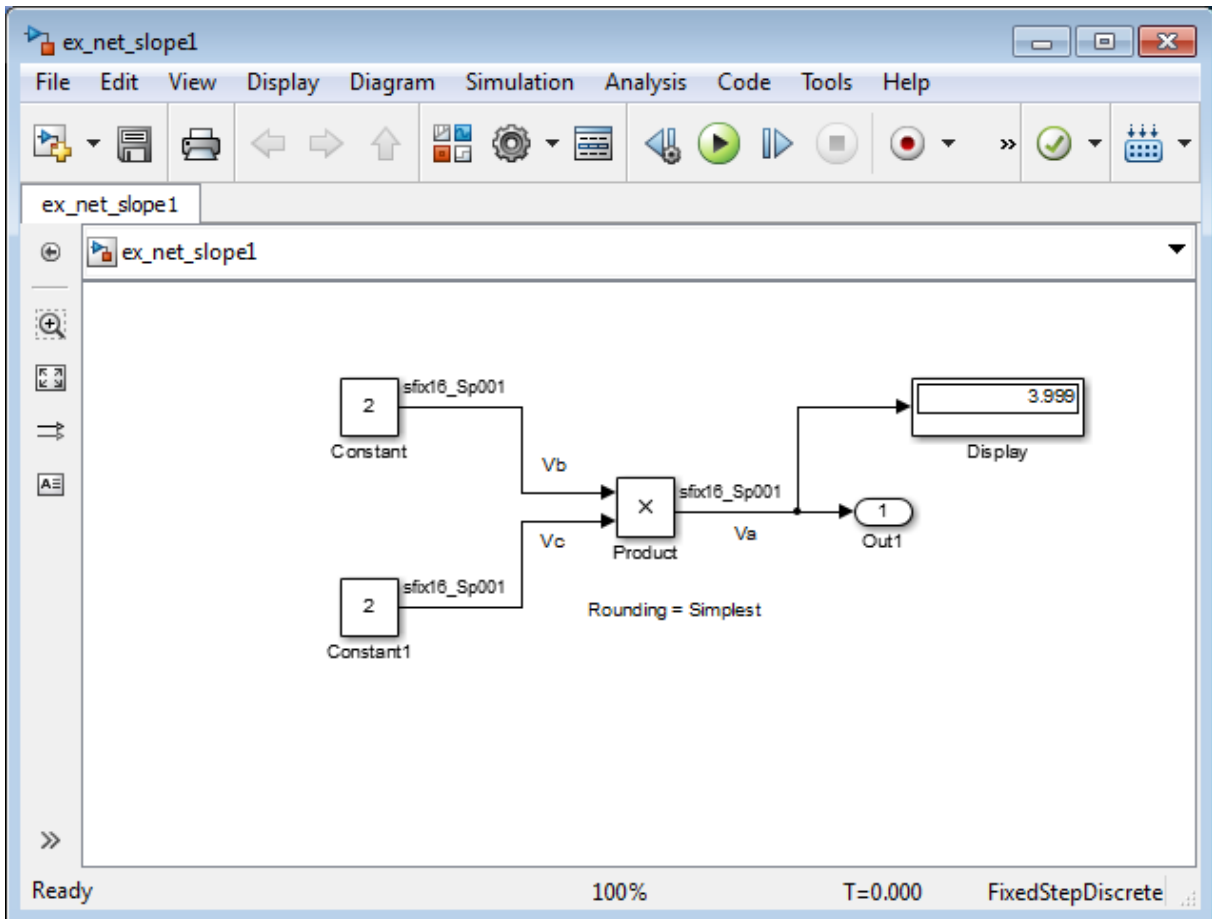 ex_net_slope1
File Edit View Display Diagram Simulation Analysis Code Tools Help
ex_net_slope1
ex_net_slope1
2
sfix16_Sp001
Constant
Vb
3.999
Display
×
sfix16_Sp001
Product
Va
1
Out1
Vc
2
sfix16_Sp001
Constant1
Rounding = Simplest
Ready 100% T=0.000 FixedStepDiscrete